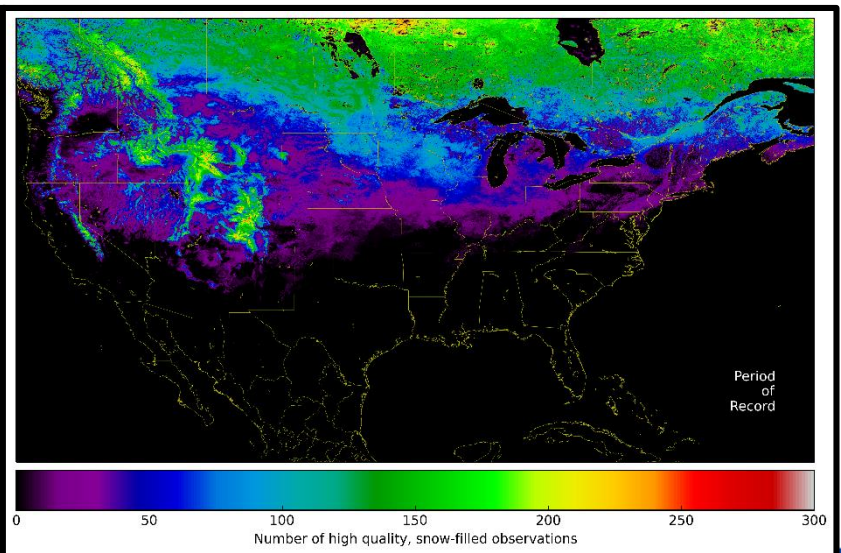 Period
of
Record
0 50 100 150 200 250 300
Number of high quality, snow-filled observations